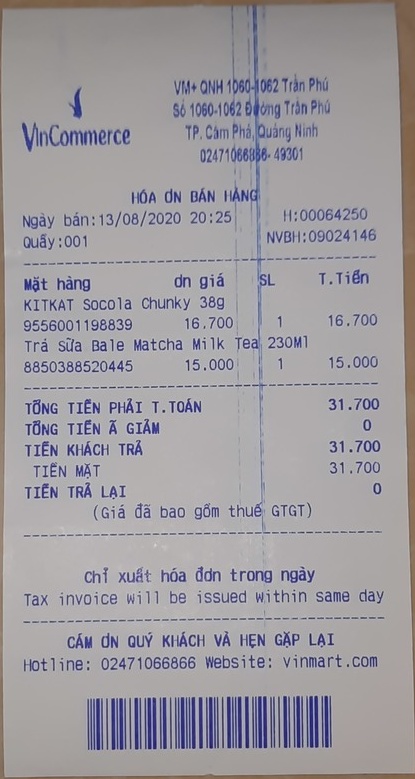 VinCommerce
VM+ QNH 1060-1062 Trần Phú
Số 1060-1062 Đường Trần Phú
TP. Cẩm Phả, Quảng Ninh
02471066866- 49301
HÓA ƠN BÁN HÀNG
Ngày bán:13/08/2020 20:25 H:00064250
Quầy:001 NVBH:09024146
Mặt hàng ơn giá SL T.Tiền
KITKAT Socola Chunky 38g
9556001198839 16.700 1 16.700
Trà Sữa Bale Matcha Milk Tea 230Ml
8850388520445 15.000 1 15.000
TỔNG TIỀN PHẢI T.TOÁN 31.700
TỔNG TIỀN Ã GIẢM 0
TIỀN KHÁCH TRẢ 31.700
TIỀN MẶT 31.700
TIỀN TRẢ LẠI 0
(Giá đã bao gồm thuế GTGT)
Chỉ xuất hóa đơn trong ngày
Tax invoice will be issued within same day
CẢM ƠN QUÝ KHÁCH VÀ HẸN GẶP LẠI
Hotline: 02471066866 Website: vinmart.com